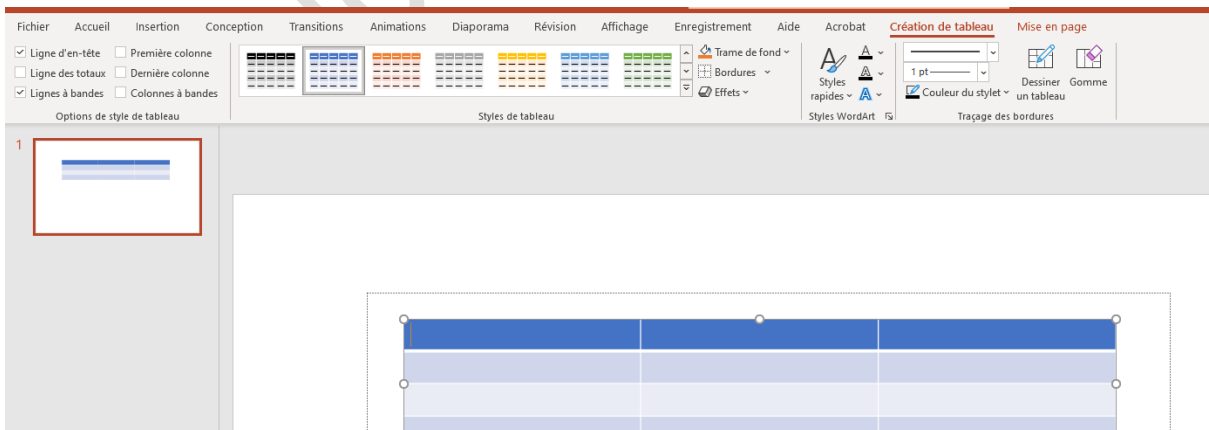 Fichier Accueil Insertion Conception Transitions Animations Diaporama Révision Affichage Enregistrement Aide Acrobat Création de tableau Mise en page
Ligne d'en-tête Première colonne
Ligne des totaux Dernière colonne
Lignes à bandes Colonnes à bandes
Options de style de tableau
Trame de fond
Bordures
Effets
Styles de tableau
Styles
rapides
Styles WordArt
1 pt
Couleur du stylet
Dessiner
un tableau
Gomme
Traçage des bordures
1